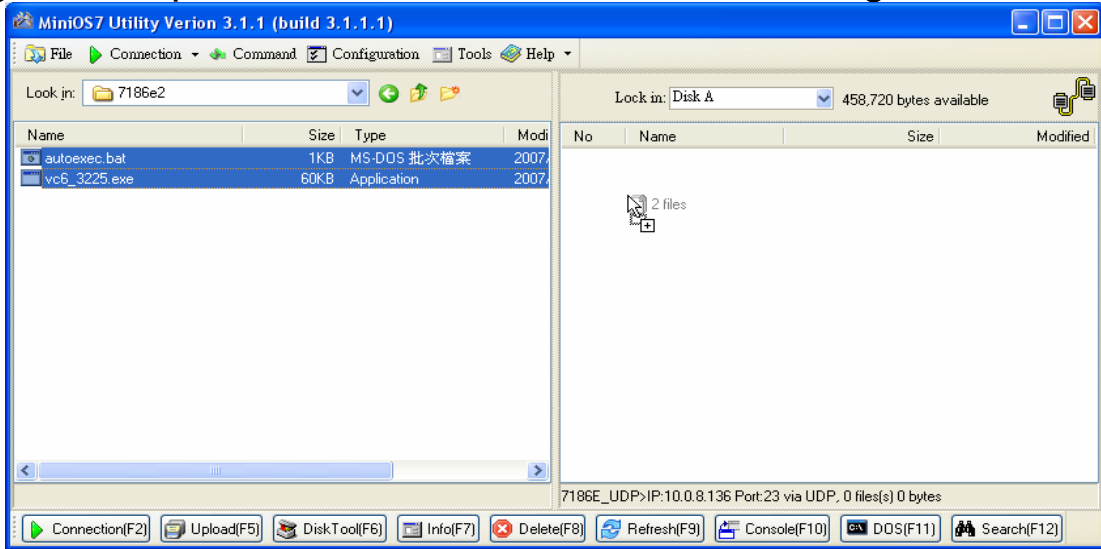 MiniOS7 Utility Verion 3.1.1 (build 3.1.1.1)
File Connection Command Configuration Tools Help
Look in: 7186e2
Lock in: Disk A 458,720 bytes available
Name Size Type Modi
No Name Size Modified
autoexec.bat 1KB MS-DOS 批次檔案 2007/
vc6_3225.exe 60KB Application 2007/
2 files
7186E_UDP>IP:10.0.8.136 Port:23 via UDP, 0 files(s) 0 bytes
Connection(F2) Upload(F5) DiskTool(F6) Info(F7) Delete(F8) Refresh(F9) Console(F10) DOS(F11) Search(F12)